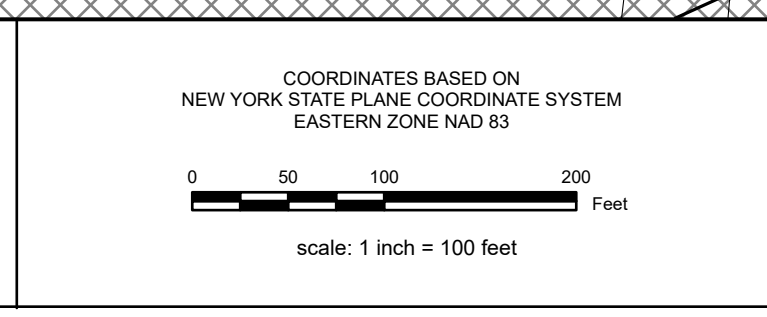 COORDINATES BASED ON
NEW YORK STATE PLANE COORDINATE SYSTEM
EASTERN ZONE NAD 83
0 50 100 200
Feet
scale: 1 inch = 100 feet